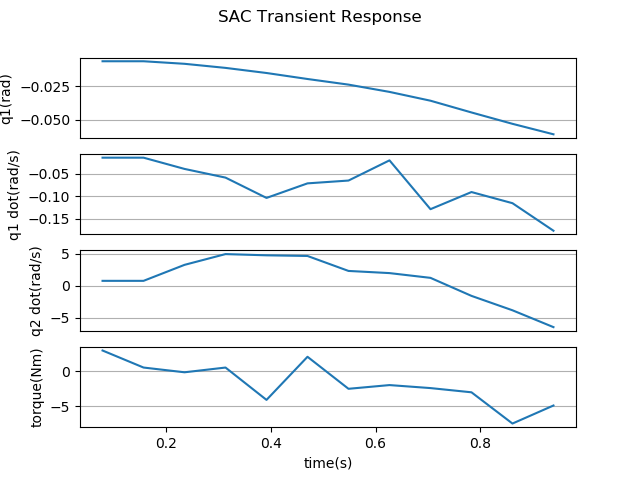 SAC Transient Response
q1(rad)
−0.025
−0.050
q1 dot(rad/s)
−0.05
−0.10
−0.15
q2 dot(rad/s)
5
0
−5
torque(Nm)
0
−5
0.2 0.4 0.6 0.8
time(s)